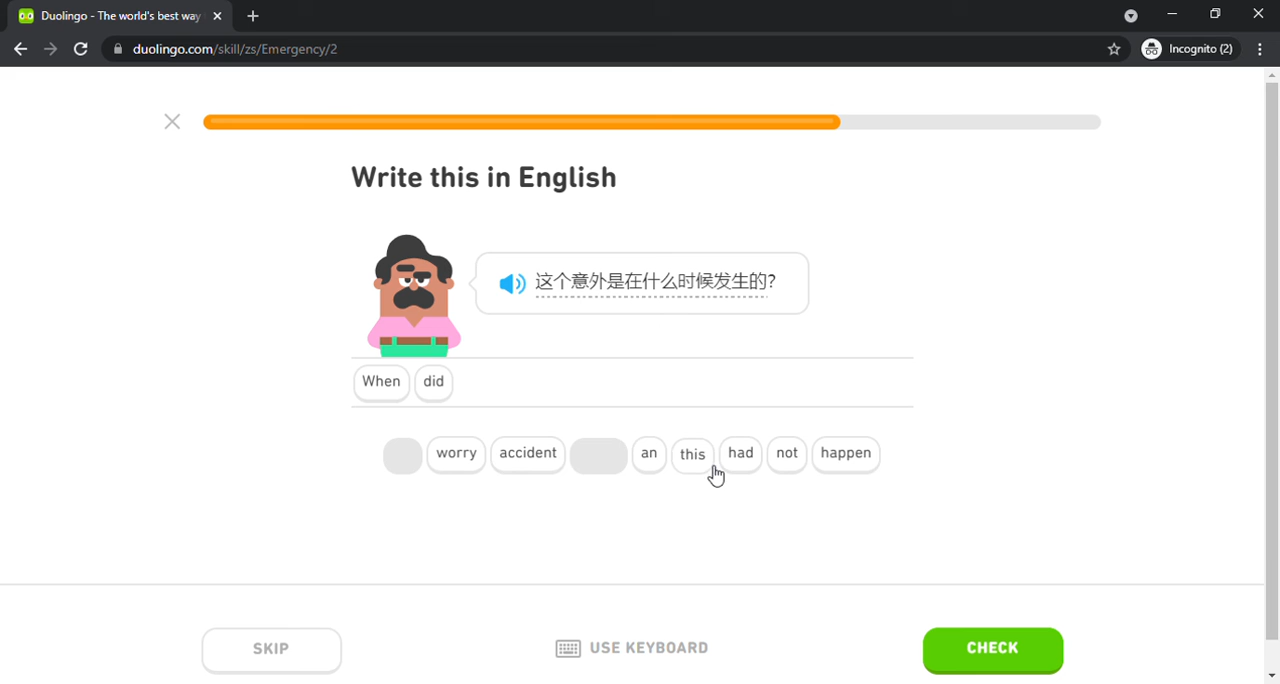 Duolingo - The world's best way
duolingo.com/skill/zs/Emergency/2
Incognito (2)
Write this in English
这个意外是在什么时候发生的?
When did
worry accident an this had not happen
SKIP
USE KEYBOARD
CHECK